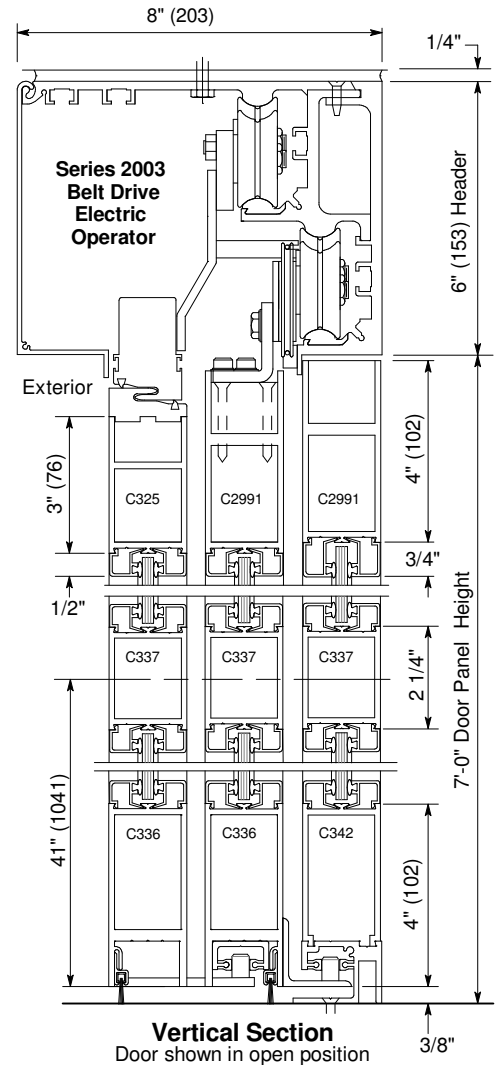 8" (203)
1/4"
Series 2003
Belt Drive
Electric
Operator
6" (153) Header
Exterior
3" (76)
4" (102)
C325
C2991
C2991
3/4"
1/2"
C337
C337
C337
2 1/4"
7'-0" Door Panel Height
41" (1041)
C336
C336
C342
4" (102)
Vertical Section
Door shown in open position
3/8"